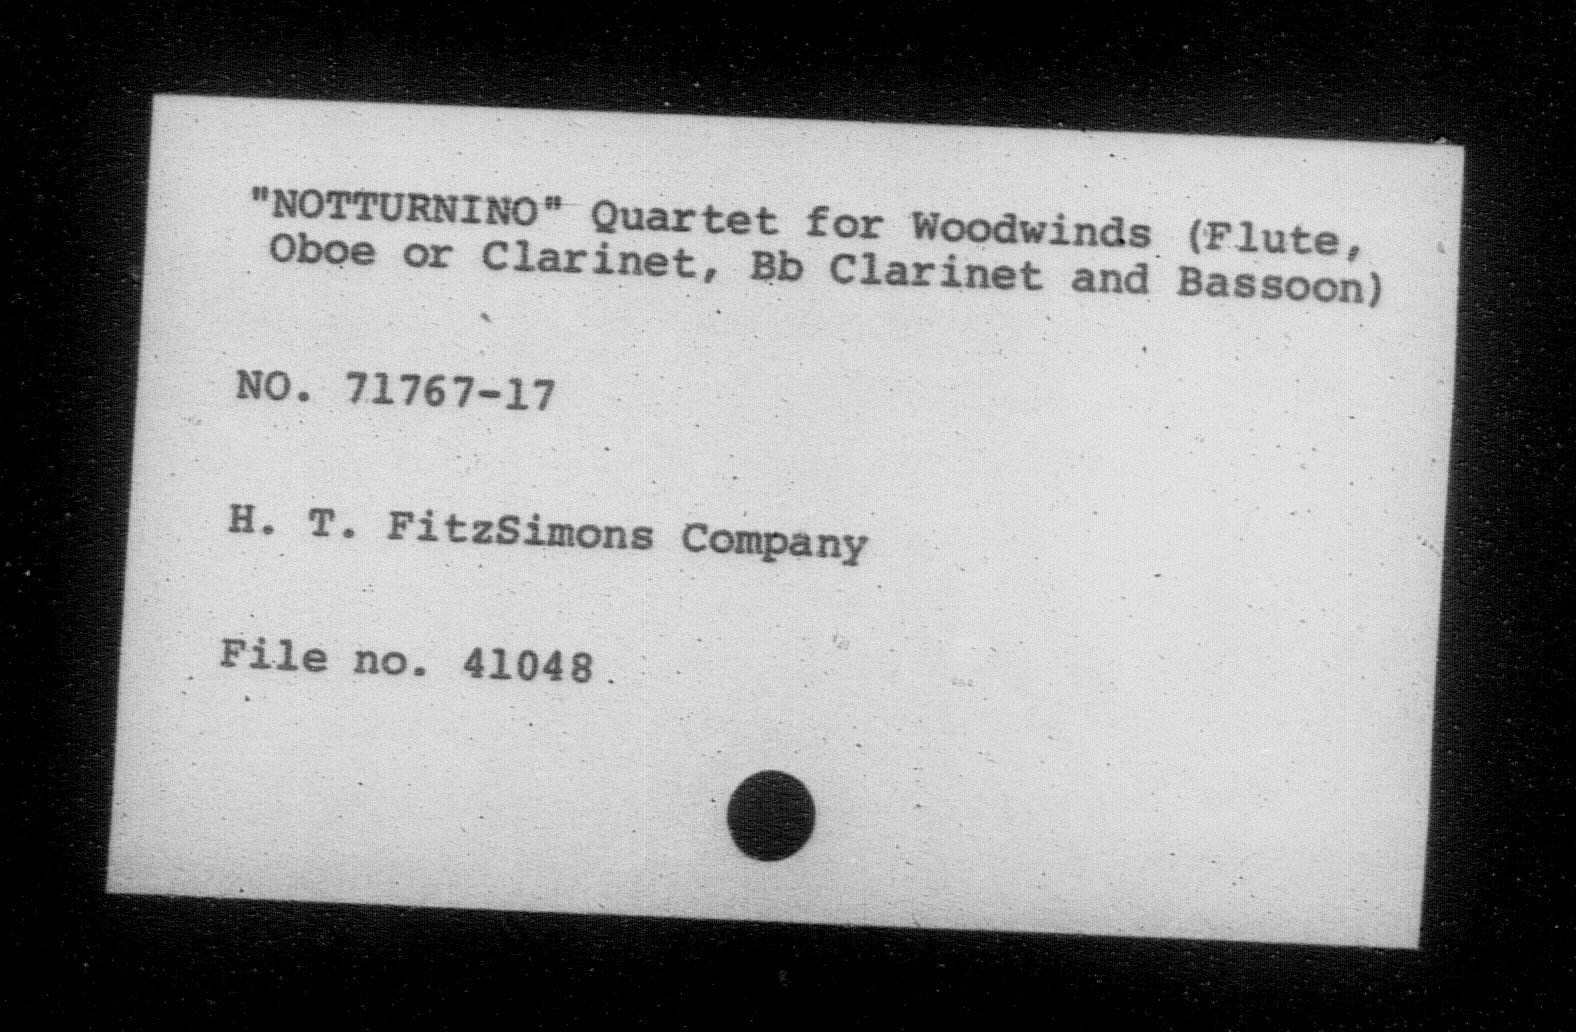 "NOTTURNINO" Quartet for Woodwinds (Flute,
Oboe or Clarinet, Bb Clarinet and Bassoon)
NO. 71767-17
H. T. FitzSimons Company
File no. 41048